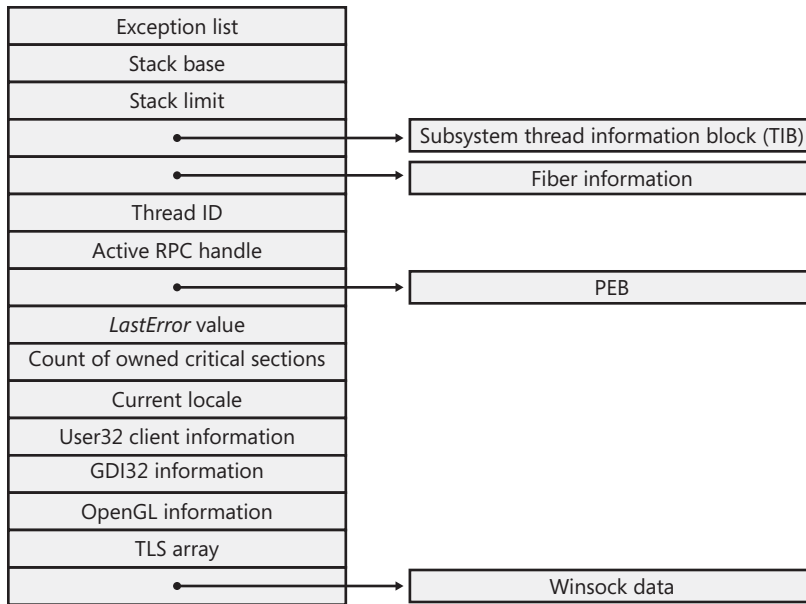 Exception list
Stack base
Stack limit
Subsystem thread information block (TIB)
Fiber information
Thread ID
Active RPC handle
PEB
LastError value
Count of owned critical sections
Current locale
User32 client information
GDI32 information
OpenGL information
TLS array
Winsock data